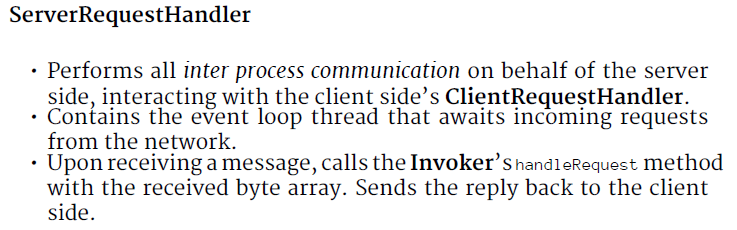 ServerRequestHandler
• Performs all inter process communication on behalf of the server
side, interacting with the client side’s ClientRequestHandler.
• Contains the event loop thread that awaits incoming requests
from the network.
• Upon receiving a message, calls the Invoker’s handleRequest method
with the received byte array. Sends the reply back to the client
side.